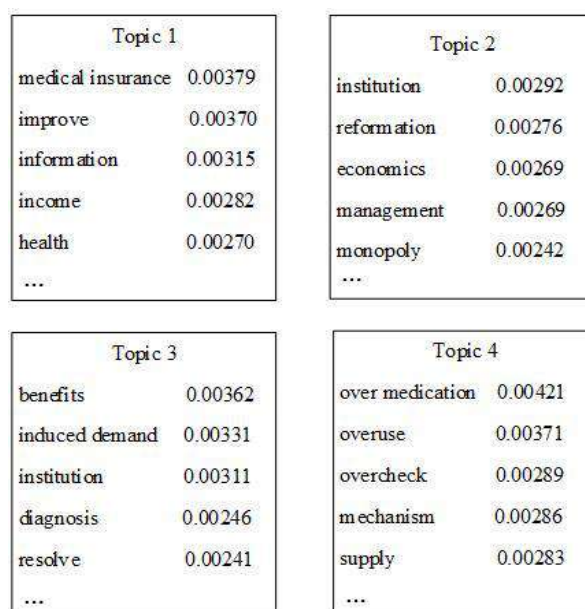 Topic 1
medical insurance 0.00379
improve 0.00370
information 0.00315
income 0.00282
health 0.00270
...
Topic 2
institution 0.00292
reformation 0.00276
economics 0.00269
management 0.00269
monopoly 0.00242
...
Topic 3
benefits 0.00362
induced demand 0.00331
institution 0.00311
diagnosis 0.00246
resolve 0.00241
...
Topic 4
over medication 0.00421
overuse 0.00371
overcheck 0.00289
mechanism 0.00286
supply 0.00283
...